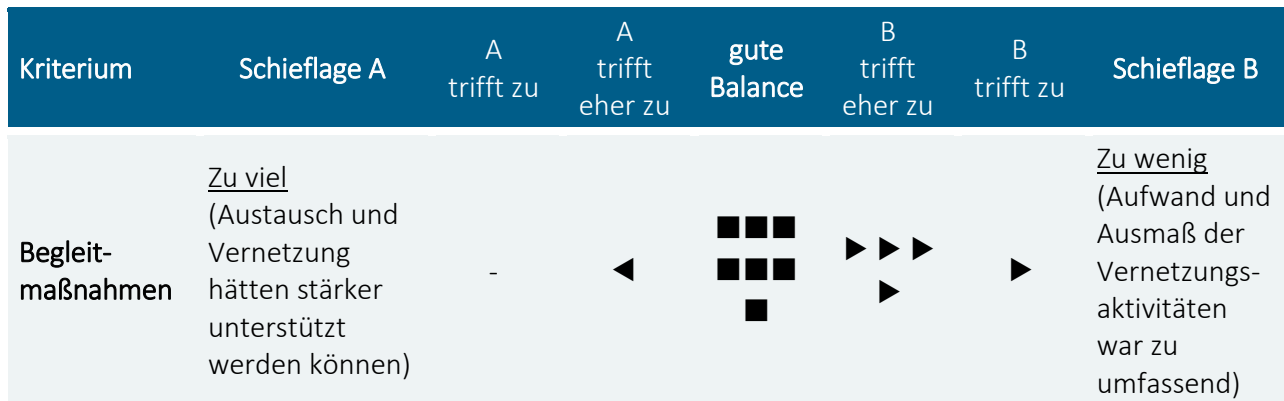 Kriterium
Schieflage A
A
trifft zu
A
trifft
eher zu
gute
Balance
B
trifft
eher zu
B
trifft zu
Schieflage B
Begleit-
maßnahmen
Zu viel
(Austausch und
Vernetzung
hätten stärker
unterstützt
werden können)
-
◀
■■■
■■■
■
▶ ▶ ▶
▶
▶
Zu wenig
(Aufwand und
Ausmaß der
Vernetzungs-
aktivitäten
war zu
umfassend)